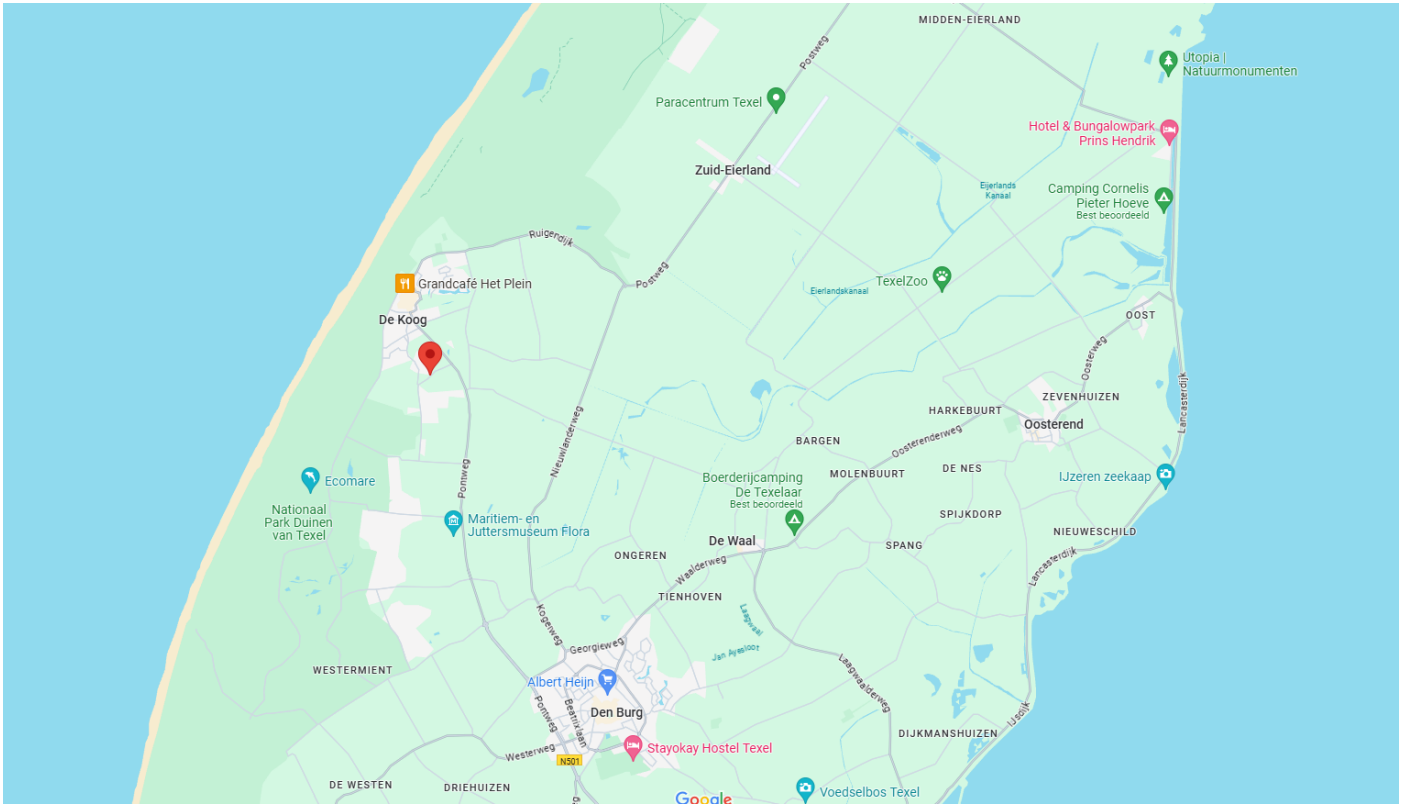 MIDDEN-EIERLAND
Postweg
Utopia |
Natuurmonumenten
Paracentrum Texel
Hotel & Bungalowpark
Prins Hendrik
Zuid-Eierland
Eijerlands
Kanaal
Camping Cornelis
Pieter Hoeve
Best beoordeeld
Ruigendijk
Postweg
Grandcafé Het Plein
TexelZoo
Eierlandskanaal
De Koog
OOST
Oosterweg
Lancasterdijk
ZEVENHUIZEN
HARKEBUURT
Oosterend
Nieuwlanderweg
Oosterenderweg
BARGEN
Pontweg
MOLENBUURT
DE NES
Ecomare
Boerderijcamping
De Texelaar
Best beoordeeld
IJzeren zeekaap
Nationaal
Park Duinen
van Texel
Maritiem- en
Juttersmuseum Flora
SPIJKDORP
NIEUWESCHILD
De Waal
SPANG
ONGEREN
Waalderweg
Lancasterdijk
TIENHOVEN
Kogerweg
Laagwaal
Georgieweg
Jan Ayesloot
WESTERMIENT
Laagwaalderweg
Albert Heijn
Pontweg
Beatrixlaan
Den Burg
IJsdijk
DIJKMANSHUIZEN
Westerweg
Stayokay Hostel Texel
N501
DE WESTEN
DRIEHUIZEN
Voedselbos Texel
Google